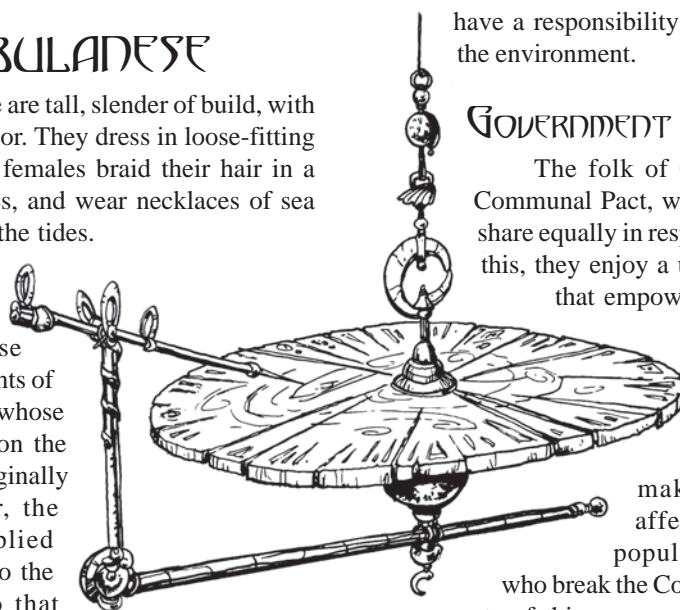 BULANESE
e are tall, slender of build, with
or. They dress in loose-fitting
females braid their hair in a
s, and wear necklaces of sea
the tides.
se
nts of
whose
on the
ginally
r, the
plied
o the
o that
have a responsibility
the environment.
GOVERNMENT
The folk of
Communal Pact, w
share equally in resp
this, they enjoy a u
that empow
mak
affe
popul
who break the Co